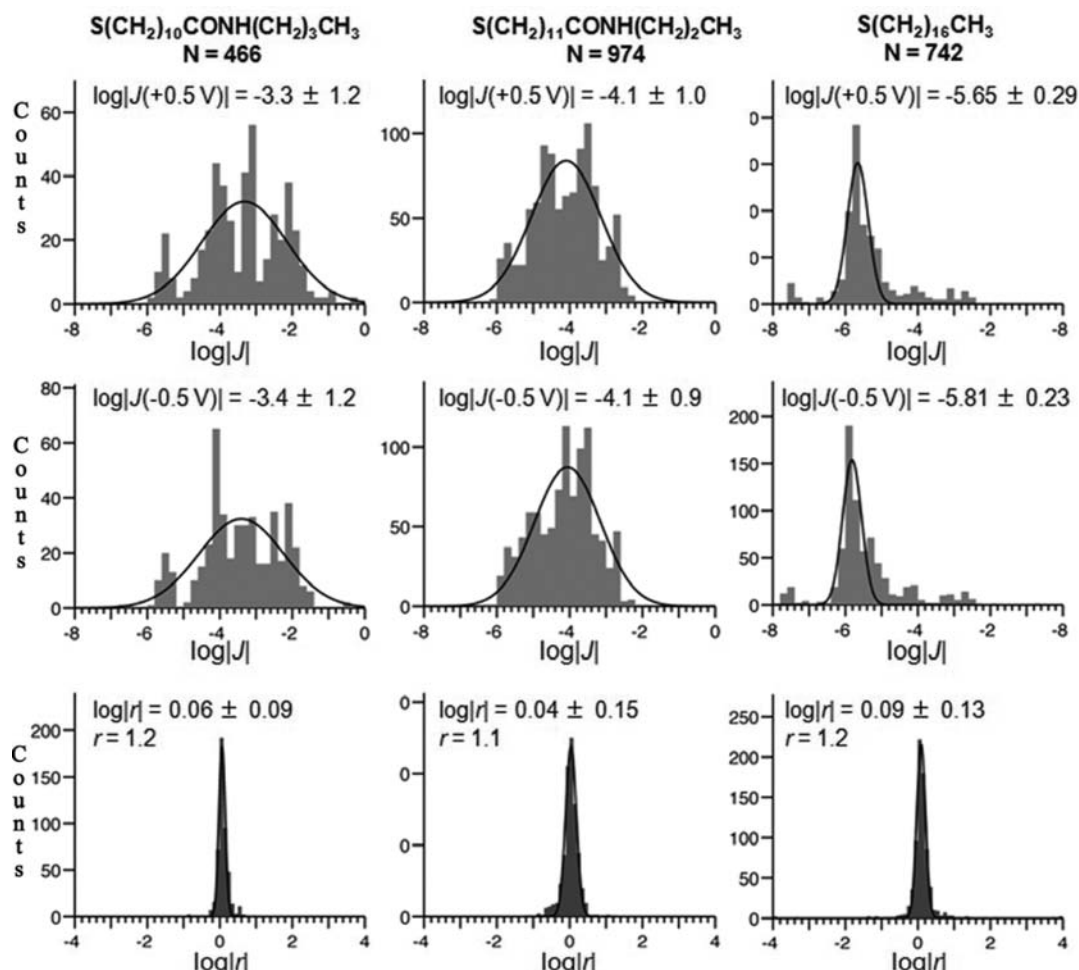 S(CH₂)₁₀CONH(CH₂)₃CH₃ S(CH₂)₁₁CONH(CH₂)₂CH₃ S(CH₂)₁₆CH₃
N = 466 N = 974 N = 742
Counts
log|J(+0.5 V)| = -3.3 ± 1.2
60
40
20
0
-8 -6 -4 -2 0
log|J|
log|J(+0.5 V)| = -4.1 ± 1.0
100
50
0
-8 -6 -4 -2 0
log|J|
log|J(+0.5 V)| = -5.65 ± 0.29
0
0
0
0
0
-8 -6 -5 -2 -8
log|J|
Counts
log|J(-0.5 V)| = -3.4 ± 1.2
80
60
40
20
0
-8 -6 -4 -2 0
log|J|
log|J(-0.5 V)| = -4.1 ± 0.9
100
50
0
-8 -6 -4 -2 0
log|J|
log|J(-0.5 V)| = -5.81 ± 0.23
200
150
100
50
0
-8 -6 -4 -2 -8
log|J|
Counts
log|r| = 0.06 ± 0.09
r = 1.2
200
150
100
50
0
-4 -2 0 2 4
log|r|
log|r| = 0.04 ± 0.15
r = 1.1
0
0
0
0
-4 -2 0 2 4
log|r|
log|r| = 0.09 ± 0.13
r = 1.2
250
200
150
100
50
0
-4 -2 0 2 4
log|r|